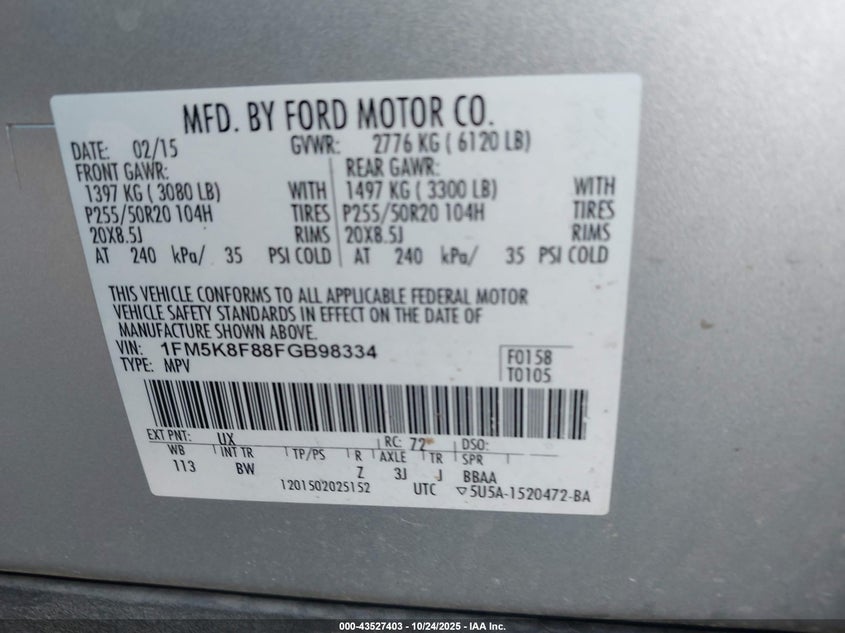 MFD. BY FORD MOTOR CO.
DATE: 02/15 GVWR: 2776 KG ( 6120 LB)
FRONT GAWR: REAR GAWR:
1397 KG ( 3080 LB) WITH 1497 KG ( 3300 LB) WITH
P255/50R20 104H TIRES P255/50R20 104H TIRES
20X8.5J RIMS 20X8.5J RIMS
AT 240 kPa/ 35 PSI COLD AT 240 kPa/ 35 PSI COLD
THIS VEHICLE CONFORMS TO ALL APPLICABLE FEDERAL MOTOR
VEHICLE SAFETY STANDARDS IN EFFECT ON THE DATE OF
MANUFACTURE SHOWN ABOVE.
VIN: 1FM5K8F88FGB98334 F0158
TYPE: MPV T0105
EXT PNT: UX RC: 72 DSO:
WB INT TR TP/PS R AXLE TR SPR
113 BW Z 3J J BBAA
1201502025152 UTC ▽5U5A-1520472-BA
000-43527403 - 10/24/2025 - IAA Inc.